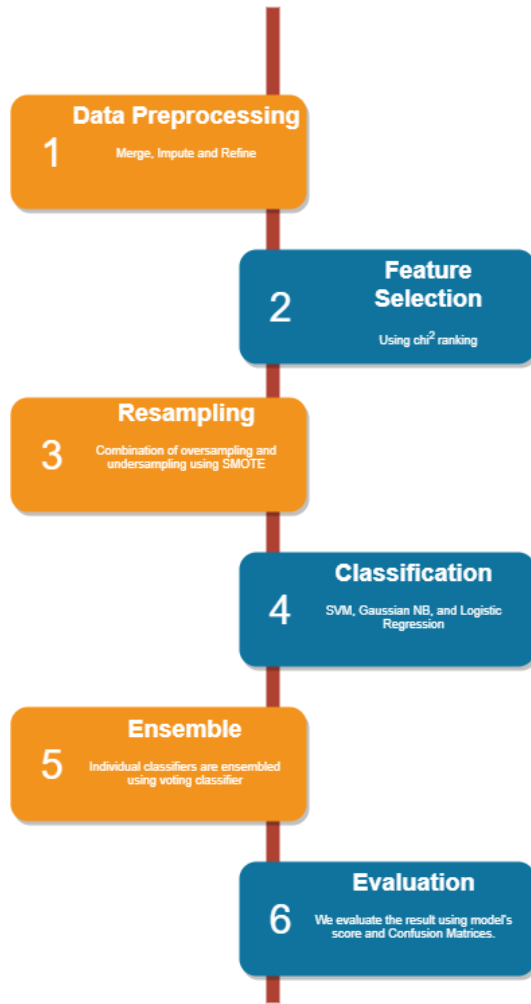 Data Preprocessing
1
Merge, Impute and Refine
Feature
Selection
2
Using chi² ranking
Resampling
3
Combination of oversampling and
undersampling using SMOTE
Classification
4
SVM, Gaussian NB, and Logistic
Regression
Ensemble
5
Individual classifiers are ensembled
using voting classifier
Evaluation
6
We evaluate the result using model's
score and Confusion Matrices.